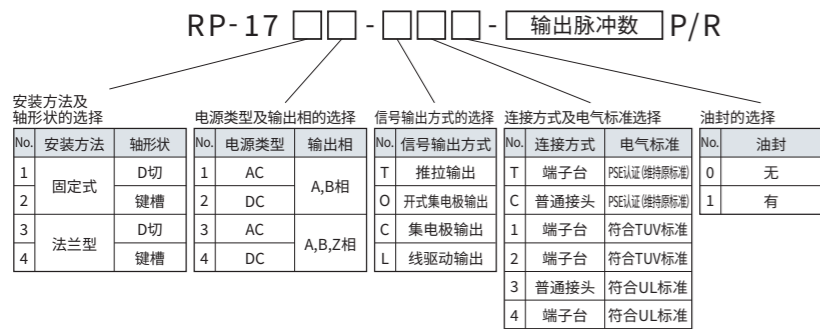 RP-17 □□ - □□□ - 输出脉冲数 P/R
安装方法及
轴形状的选择
No. 安装方法 轴形状
1 固定式 D切
2 键槽
3 法兰型 D切
4 键槽
电源类型及输出相的选择
No. 电源类型 输出相
1 AC A,B相
2 DC
3 AC A,B,Z相
4 DC
信号输出方式的选择
No. 信号输出方式
T 推拉输出
O 开式集电极输出
C 集电极输出
L 线驱动输出
连接方式及电气标准选择
No. 连接方式 电气标准
T 端子台 PSE认证(维持原标准)
C 普通接头 PSE认证(维持原标准)
1 端子台 符合TUV标准
2 端子台 符合TUV标准
3 普通接头 符合UL标准
4 端子台 符合UL标准
油封的选择
No. 油封
0 无
1 有